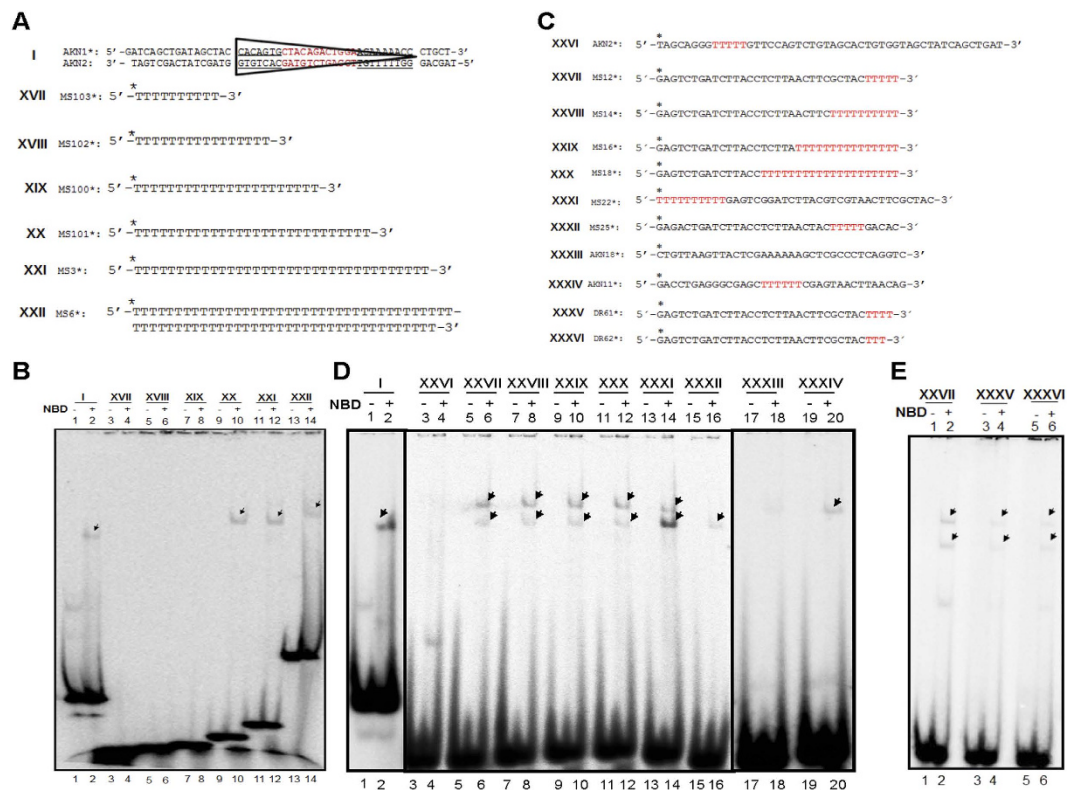 A
I AKN1*: 5′-GATCAGCTGATAGCTAC CACAGTGCTACAGACTGGAACAAAAACC CTGCT-3′
AKN2: 3′-TAGTCGACTATCGATG GTGTCACGATGTCTGACCTTGTTTTTGG GACGAT-5′
*
XVII MS103*: 5′-TTTTTTTTTT-3′
*
XVIII MS102*: 5′-TTTTTTTTTTTTTTTT-3′
*
XIX MS100*: 5′-TTTTTTTTTTTTTTTTTTTTTT-3′
*
XX MS101*: 5′-TTTTTTTTTTTTTTTTTTTTTTTTTTTT-3′
*
XXI MS3*: 5′-TTTTTTTTTTTTTTTTTTTTTTTTTTTTTTTTTTT-3′
*
XXII MS6*: 5′-TTTTTTTTTTTTTTTTTTTTTTTTTTTTTTTTTTTTTT-
TTTTTTTTTTTTTTTTTTTTTTTTTTTTTTTTTTTT-3′
C
*
XXVI AKN2*: 5′-TAGCAGGGTTTTTGTTCCAGTCTGTAGCACTGTGGTAGCTATCAGCTGAT-3′
*
XXVII MS12*: 5′-GAGTCTGATCTTACCTCTTAACTTCGCTACTTTTT-3′
*
XXVIII MS14*: 5′-GAGTCTGATCTTACCTCTTAACTTCTTTTTTTTTT-3′
*
XXIX MS16*: 5′-GAGTCTGATCTTACCTCTTATTTTTTTTTTTTTTT-3′
*
XXX MS18*: 5′-GAGTCTGATCTTACCTTTTTTTTTTTTTTTTTTTT-3′
*
XXXI MS22*: 5′-TTTTTTTTTTGAGTCGGATCTTACGTCGTAACTTCGCTAC-3′
*
XXXII MS25*: 5′-GAGACTGATCTTACCTCTTAACTACTTTTTGACAC-3′
*
XXXIII AKN18*: 5′-CTGTTAAGTTACTCGAAAAAAGCTCGCCCTCAGGTC-3′
*
XXXIV AKN11*: 5′-GACCTGAGGGCGAGCTTTTTTCGAGTAACTTAACAG-3′
*
XXXV DR61*: 5′-GAGTCTGATCTTACCTCTTAACTTCGCTACTTTT-3′
*
XXXVI DR62*: 5′-GAGTCTGATCTTACCTCTTAACTTCGCTACTTT-3′
B
I XVII XVIII XIX XX XXI XXII
NBD - + - + - + - + - + - + - +
1 2 3 4 5 6 7 8 9 10 11 12 13 14
1 2 3 4 5 6 7 8 9 10 11 12 13 14
D
I XXVI XXVII XXVIII XXIX XXX XXXI XXXII XXXIII XXXIV
NBD - + - + - + - + - + - + - + - + - + - +
1 2 3 4 5 6 7 8 9 10 11 12 13 14 15 16 17 18 19 20
1 2 3 4 5 6 7 8 9 10 11 12 13 14 15 16 17 18 19 20
E
XXVII XXXV XXXVI
NBD - + - + - +
1 2 3 4 5 6
1 2 3 4 5 6